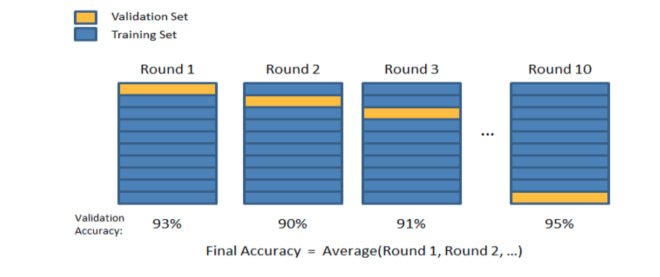 Validation Set
Training Set
Round 1 Round 2 Round 3 Round 10
...
Validation
Accuracy: 93% 90% 91% 95%
Final Accuracy = Average(Round 1, Round 2, ...)